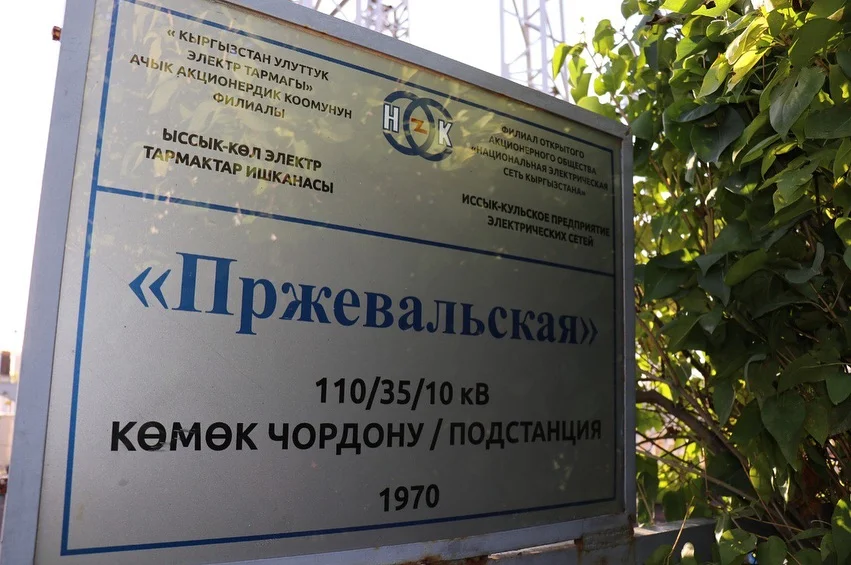 « КЫРГЫЗСТАН УЛУТТУК
ЭЛЕКТР ТАРМАГЫ»
АЧЫК АКЦИОНЕРДИК КООМУНУН
ФИЛИАЛЫ
ЫССЫК-КӨЛ ЭЛЕКТР
ТАРМАКТАР ИШКАНАСЫ
НZК
ФИЛИАЛ ОТКРЫТОГО
АКЦИОНЕРНОГО ОБЩЕСТВА
«НАЦИОНАЛЬНАЯ ЭЛЕКТРИЧЕСКАЯ
СЕТЬ КЫРГЫЗСТАНА»
ИССЫК-КУЛЬСКОЕ ПРЕДПРИЯТИЕ
ЭЛЕКТРИЧЕСКИХ СЕТЕЙ
«Пржевальская»
110/35/10 кВ
КӨМӨК ЧОРДОНУ / ПОДСТАНЦИЯ
1970